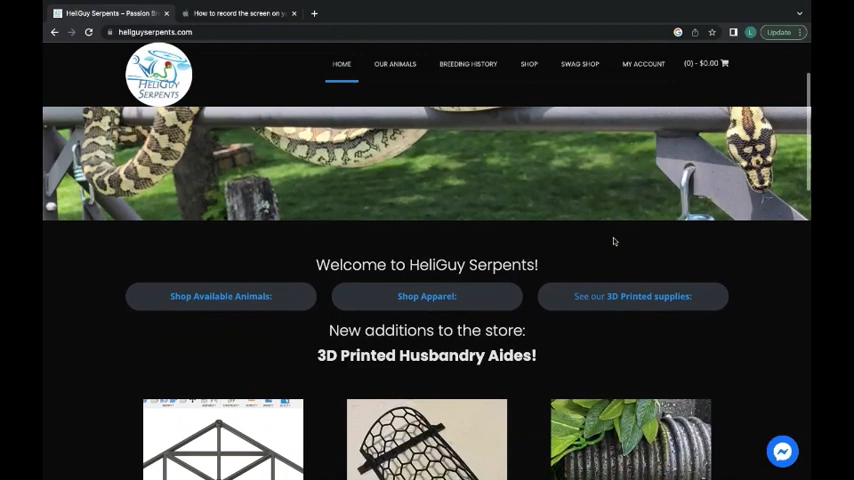 HeliGuy Serpents – Passion Br
How to record the screen on y
heliguyserpents.com
L
Update
HELIGUY
SERPENTS
HOME
OUR ANIMALS
BREEDING HISTORY
SHOP
SWAG SHOP
MY ACCOUNT
(0) - $0.00
Welcome to HeliGuy Serpents!
Shop Available Animals:
Shop Apparel:
See our 3D Printed supplies:
New additions to the store:
3D Printed Husbandry Aides!